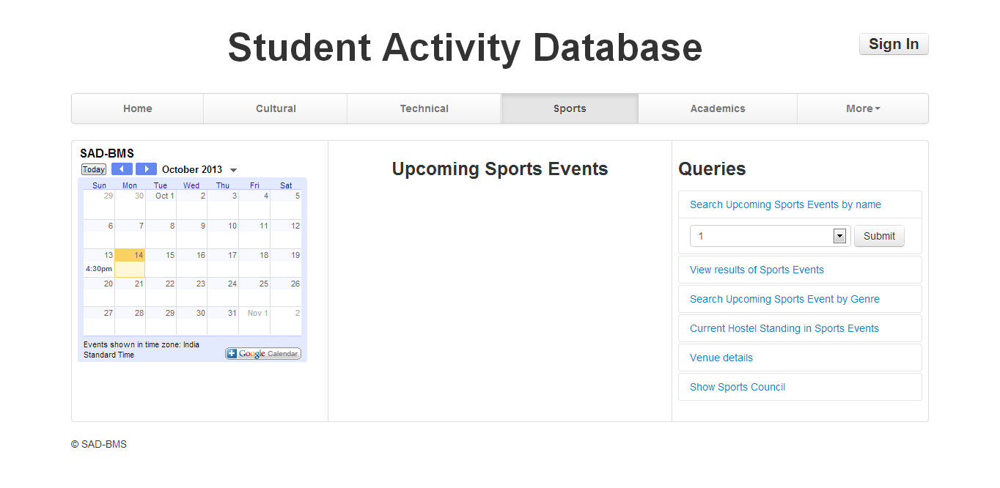 Student Activity Database
Sign In
Home Cultural Technical Sports Academics More
SAD-BMS
Today October 2013
Sun Mon Tue Wed Thu Fri Sat
29 30 Oct 1 2 3 4 5
6 7 8 9 10 11 12
13 14 15 16 17 18 19
4:30pm
20 21 22 23 24 25 26
27 28 29 30 31 Nov 1 2
Events shown in time zone: India
Standard Time
Google Calendar
Upcoming Sports Events
Queries
Search Upcoming Sports Events by name
1 Submit
View results of Sports Events
Search Upcoming Sports Event by Genre
Current Hostel Standing in Sports Events
Venue details
Show Sports Council
© SAD-BMS